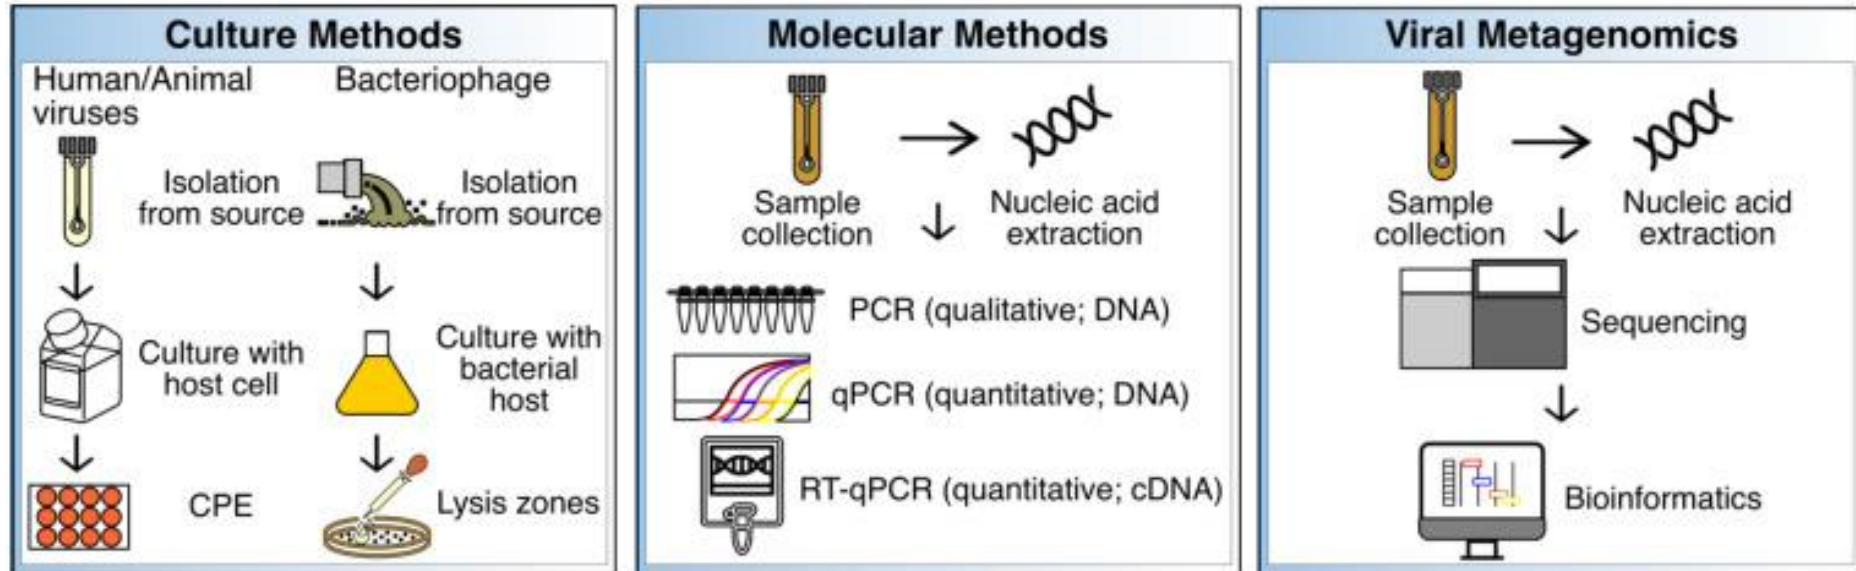 Culture Methods
Human/Animal
viruses
Bacteriophage
Isolation
from source
Isolation
from source
Culture with
host cell
Culture with
bacterial
host
CPE
Lysis zones
Molecular Methods
Sample
collection
Nucleic acid
extraction
PCR (qualitative; DNA)
qPCR (quantitative; DNA)
RT-qPCR (quantitative; cDNA)
Viral Metagenomics
Sample
collection
Nucleic acid
extraction
Sequencing
Bioinformatics